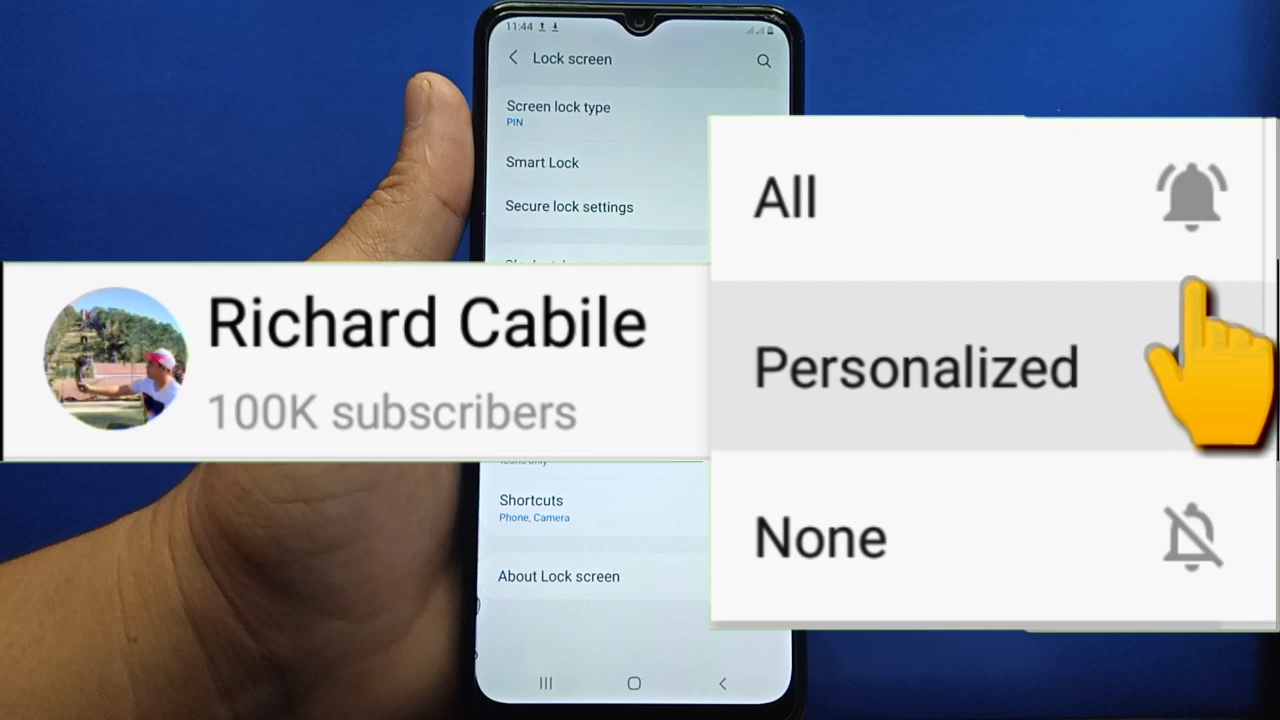 11:44
Lock screen
Screen lock type
PIN
Smart Lock
Secure lock settings
Richard Cabile
100K subscribers
All
Personalized
None
Shortcuts
Phone, Camera
About Lock screen